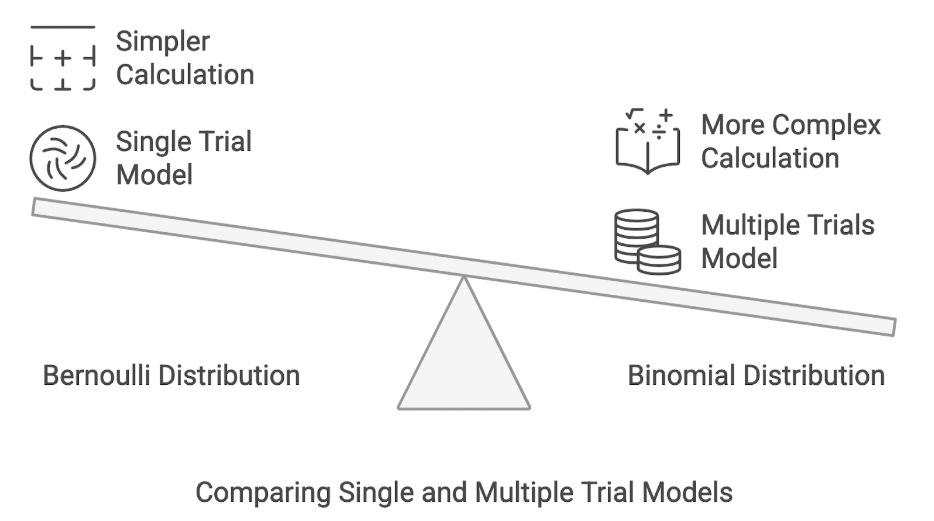 Simpler
Calculation
Single Trial
Model
More Complex
Calculation
Multiple Trials
Model
Bernoulli Distribution
Binomial Distribution
Comparing Single and Multiple Trial Models